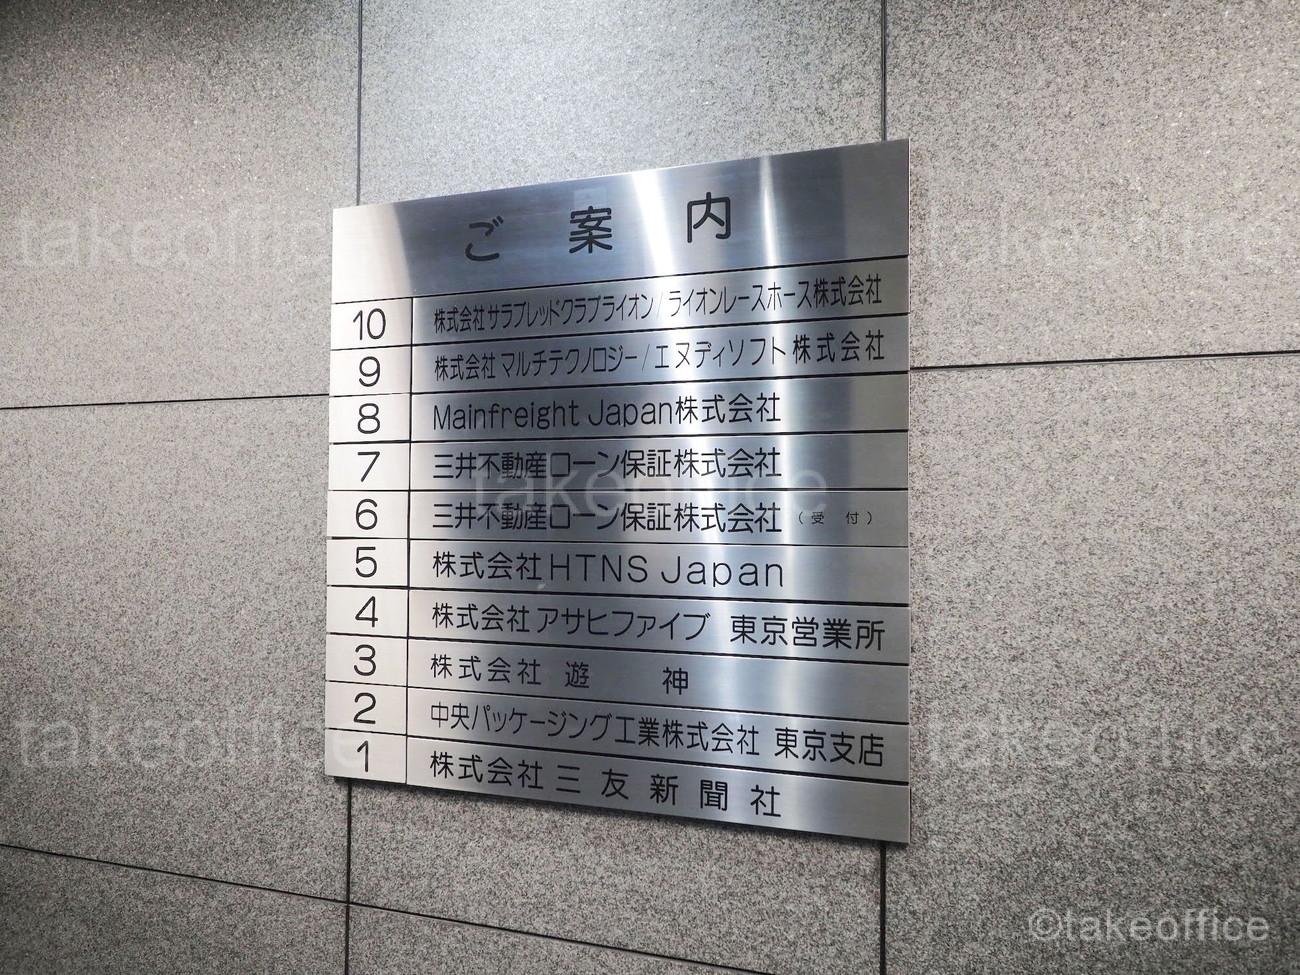 ご案内
10 株式会社サラブレッドクラブライオン/ライオンレースホース株式会社
9 株式会社マルチテクノロジー/エヌディソフト株式会社
8 Mainfreight Japan株式会社
7 三井不動産ローン保証株式会社
6 三井不動産ローン保証株式会社（受付）
5 株式会社HTNS Japan
4 株式会社アサヒファイブ 東京営業所
3 株式会社 遊神
2 中央パッケージング工業株式会社 東京支店
1 株式会社三友新聞社
takeoffice
takeoffice
takeoffice
takeoffice
takeoffice
©takeoffice